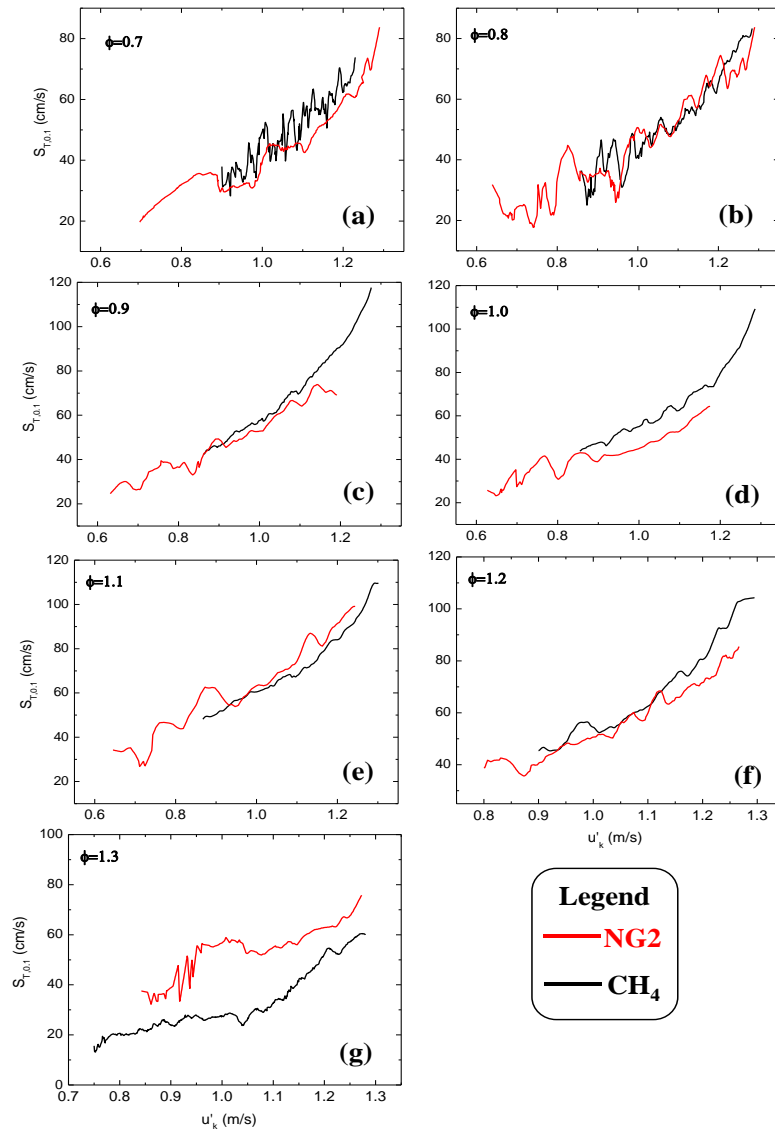 ϕ=0.7
80
60
40
20
S_T,0.1 (cm/s)
(a)
0.6 0.8 1.0 1.2
ϕ=0.8
80
60
40
20
(b)
0.6 0.8 1.0 1.2
ϕ=0.9
120
100
80
60
40
20
S_T,0.1 (cm/s)
(c)
0.6 0.8 1.0 1.2
ϕ=1.0
120
100
80
60
40
20
(d)
0.6 0.8 1.0 1.2
ϕ=1.1
120
100
80
60
40
20
S_T,0.1 (cm/s)
(e)
0.6 0.8 1.0 1.2
ϕ=1.2
120
100
80
60
40
(f)
0.8 0.9 1.0 1.1 1.2 1.3
u'_k (m/s)
ϕ=1.3
100
80
60
40
20
0
S_T,0.1 (cm/s)
(g)
0.7 0.8 0.9 1.0 1.1 1.2 1.3
u'_k (m/s)
Legend
NG2
CH₄